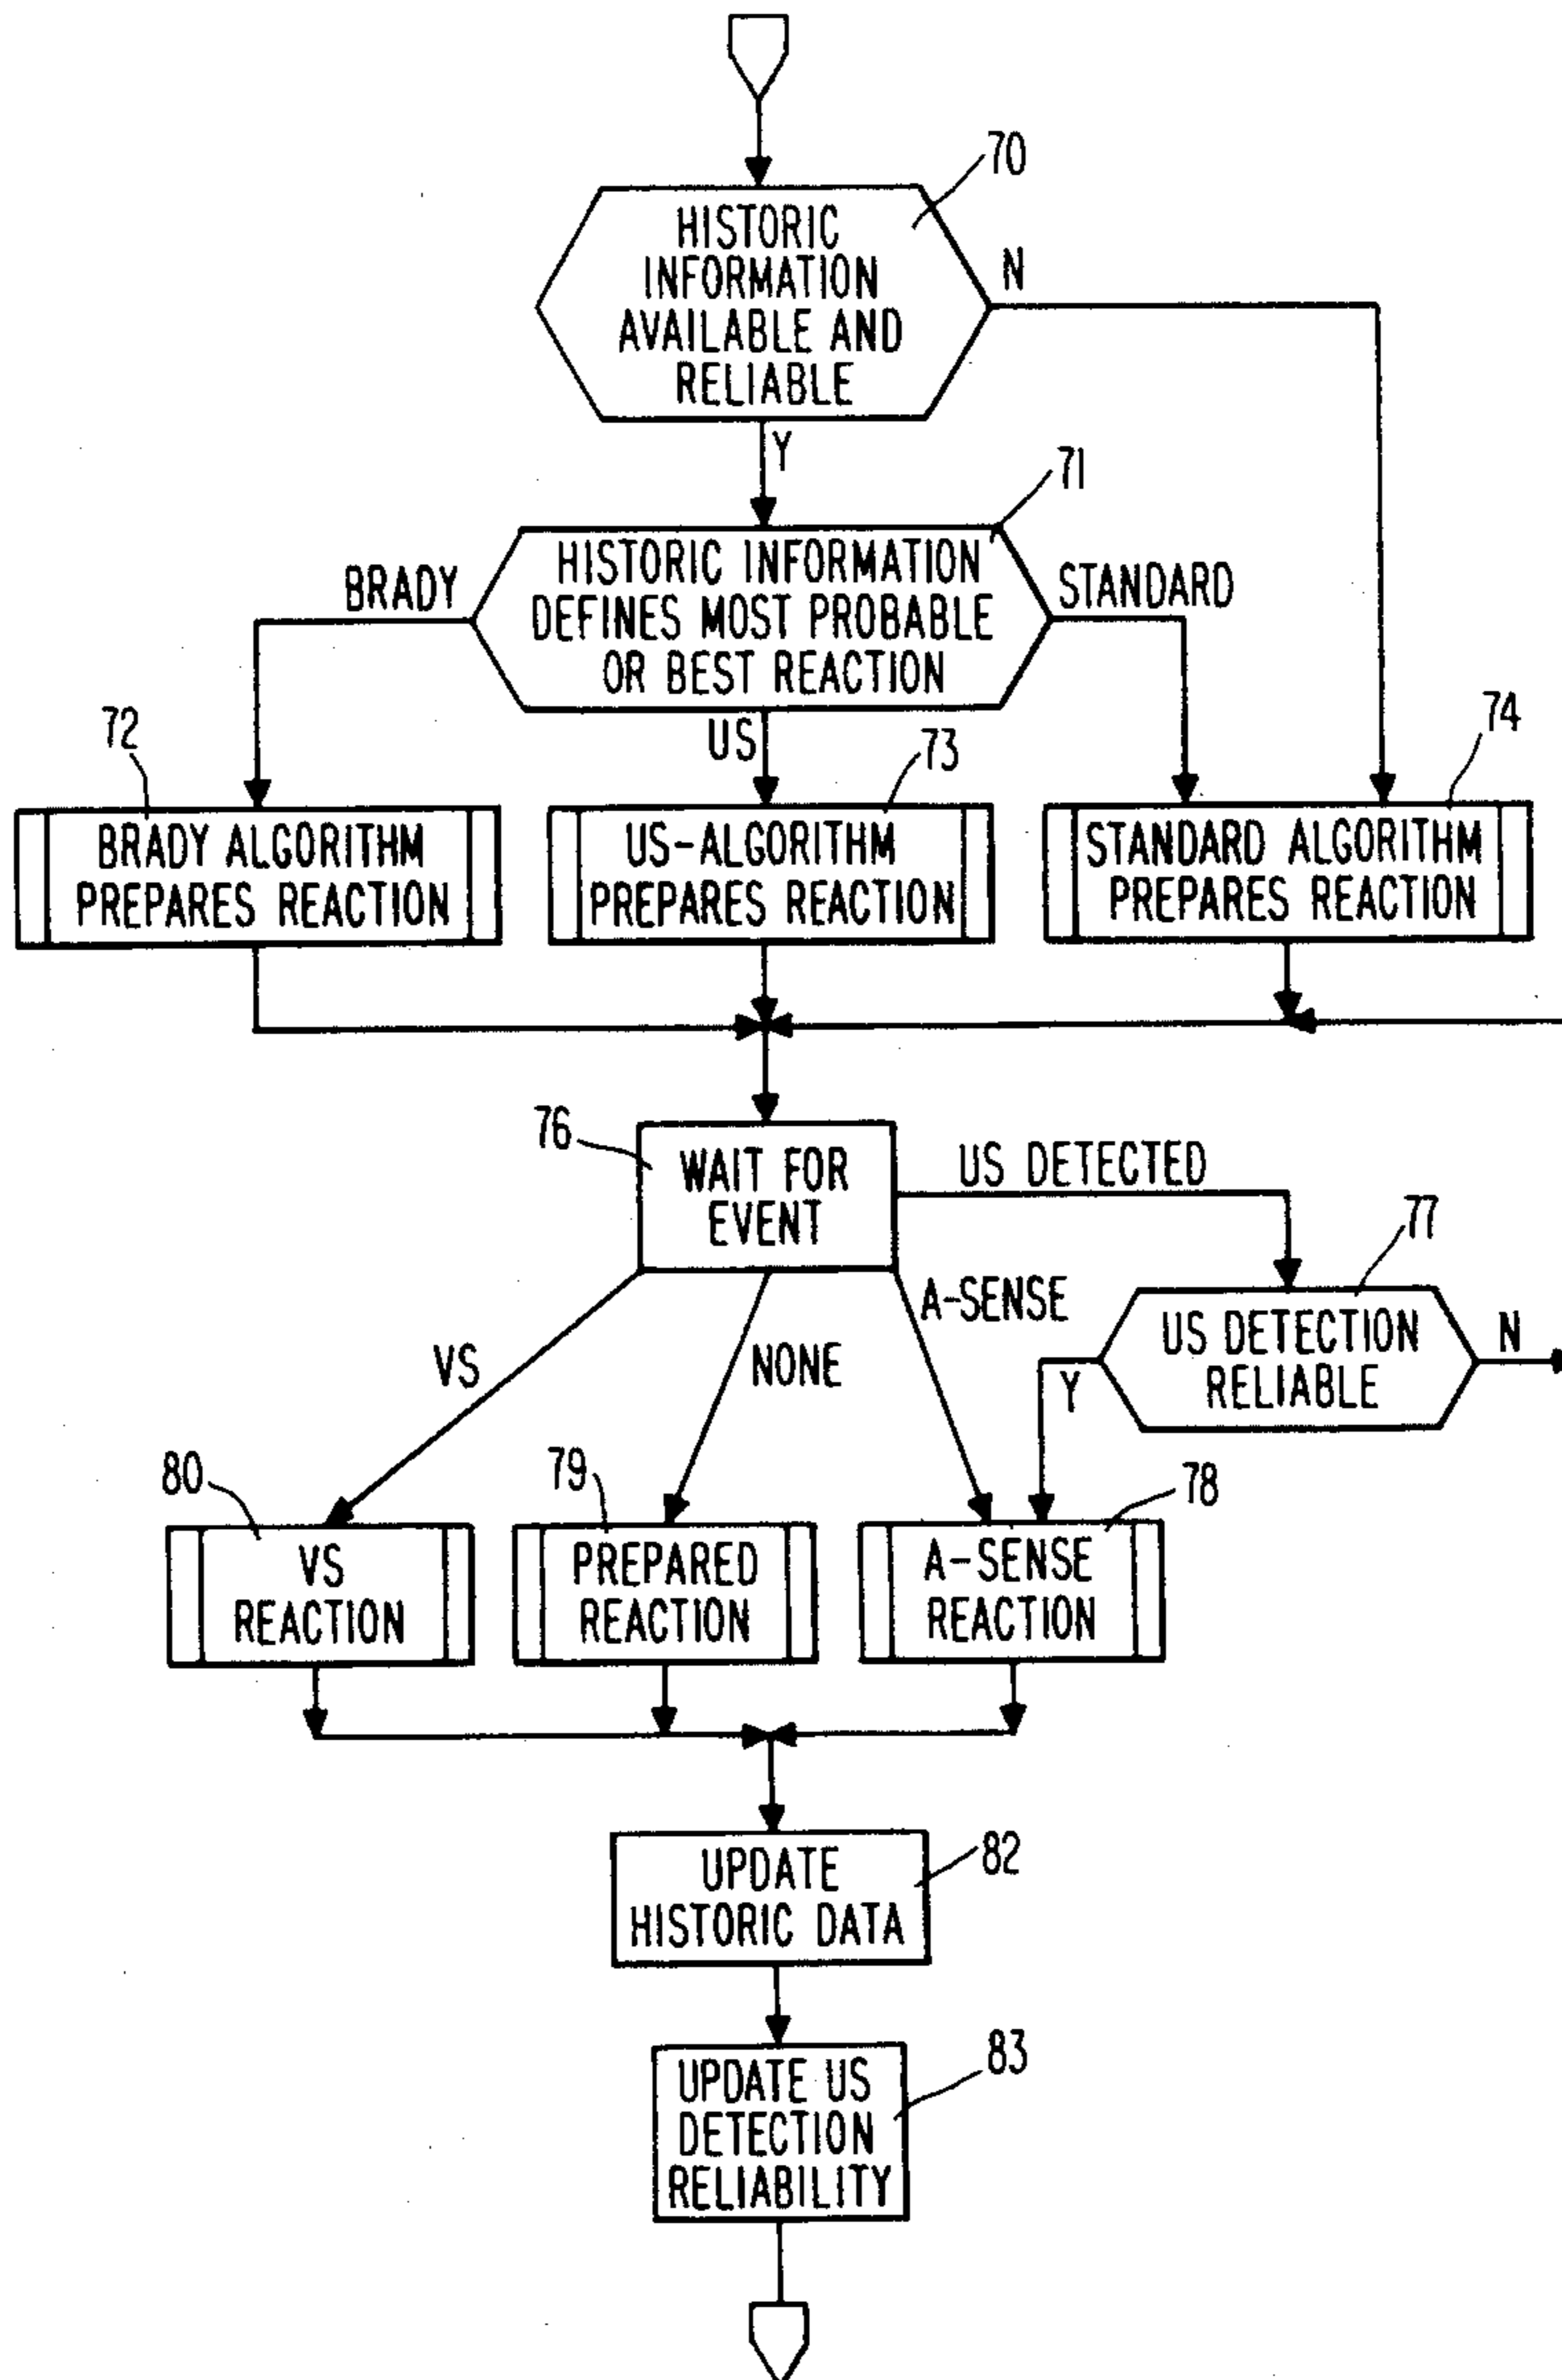 70
HISTORIC
INFORMATION
AVAILABLE AND
RELIABLE
N
Y
71
HISTORIC INFORMATION
DEFINES MOST PROBABLE
OR BEST REACTION
BRADY
STANDARD
US
72
BRADY ALGORITHM
PREPARES REACTION
73
US-ALGORITHM
PREPARES REACTION
74
STANDARD ALGORITHM
PREPARES REACTION
76
WAIT FOR
EVENT
US DETECTED
77
US DETECTION
RELIABLE
N
Y
A-SENSE
NONE
VS
80
VS
REACTION
79
PREPARED
REACTION
78
A-SENSE
REACTION
82
UPDATE
HISTORIC DATA
83
UPDATE US
DETECTION
RELIABILITY